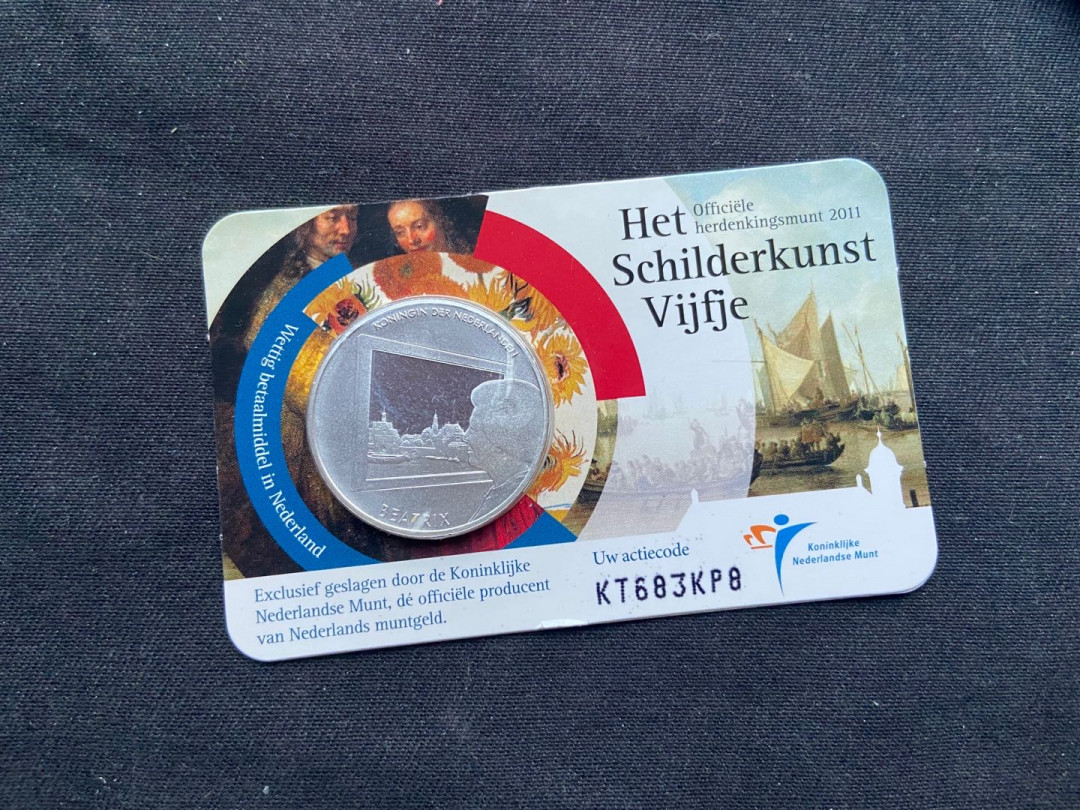 Het
Officiële
herdenkingsmunt 2011
Schilderkunst
Vijfje
KONINGIN DER NEDERLANDEN
BEATRIX
Wettig betaalmiddel in Nederland
Exclusief geslagen door de Koninklijke
Nederlandse Munt, dé officiële producent
van Nederlands muntgeld.
Uw actiecode
KT683KP8
Koninklijke
Nederlandse Munt